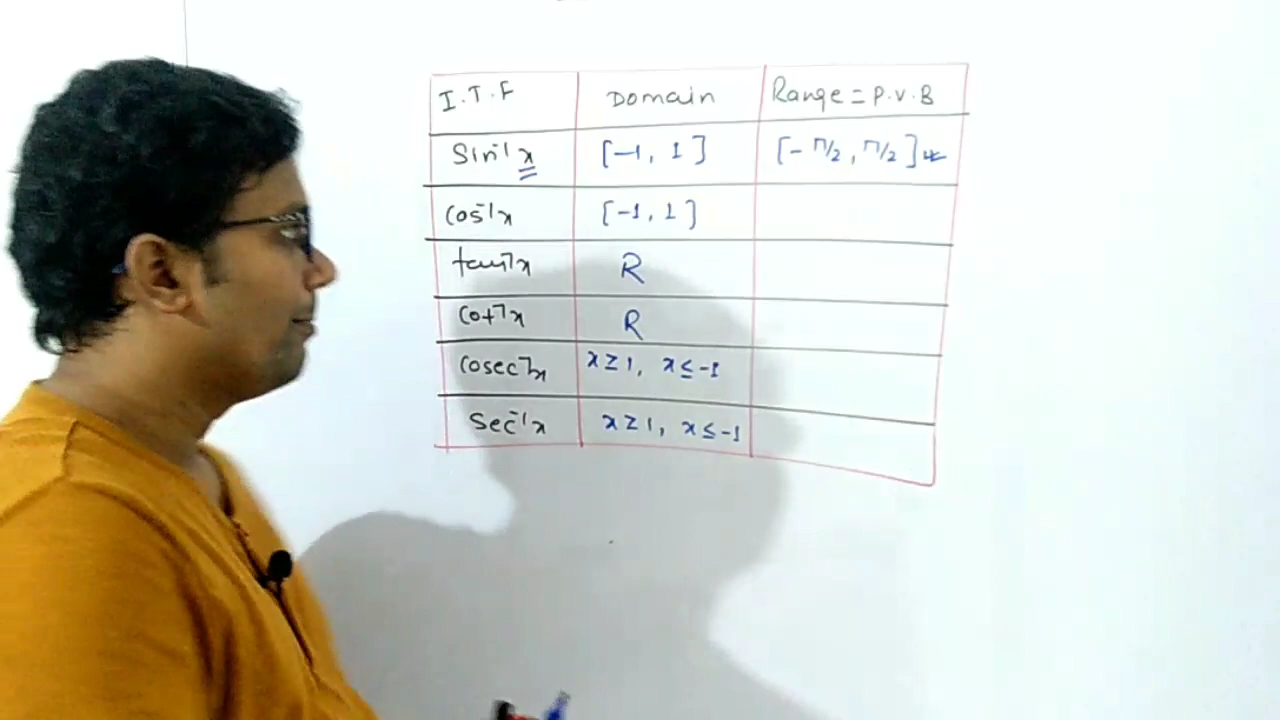 I.T.F Domain Range = P.V.B
Sin⁻¹x [-1, 1] [-π/2, π/2]
Cos⁻¹x [-1, 1]
tan⁻¹x R
Cot⁻¹x R
Cosec⁻¹x x≥1, x≤-1
Sec⁻¹x x≥1, x≤-1